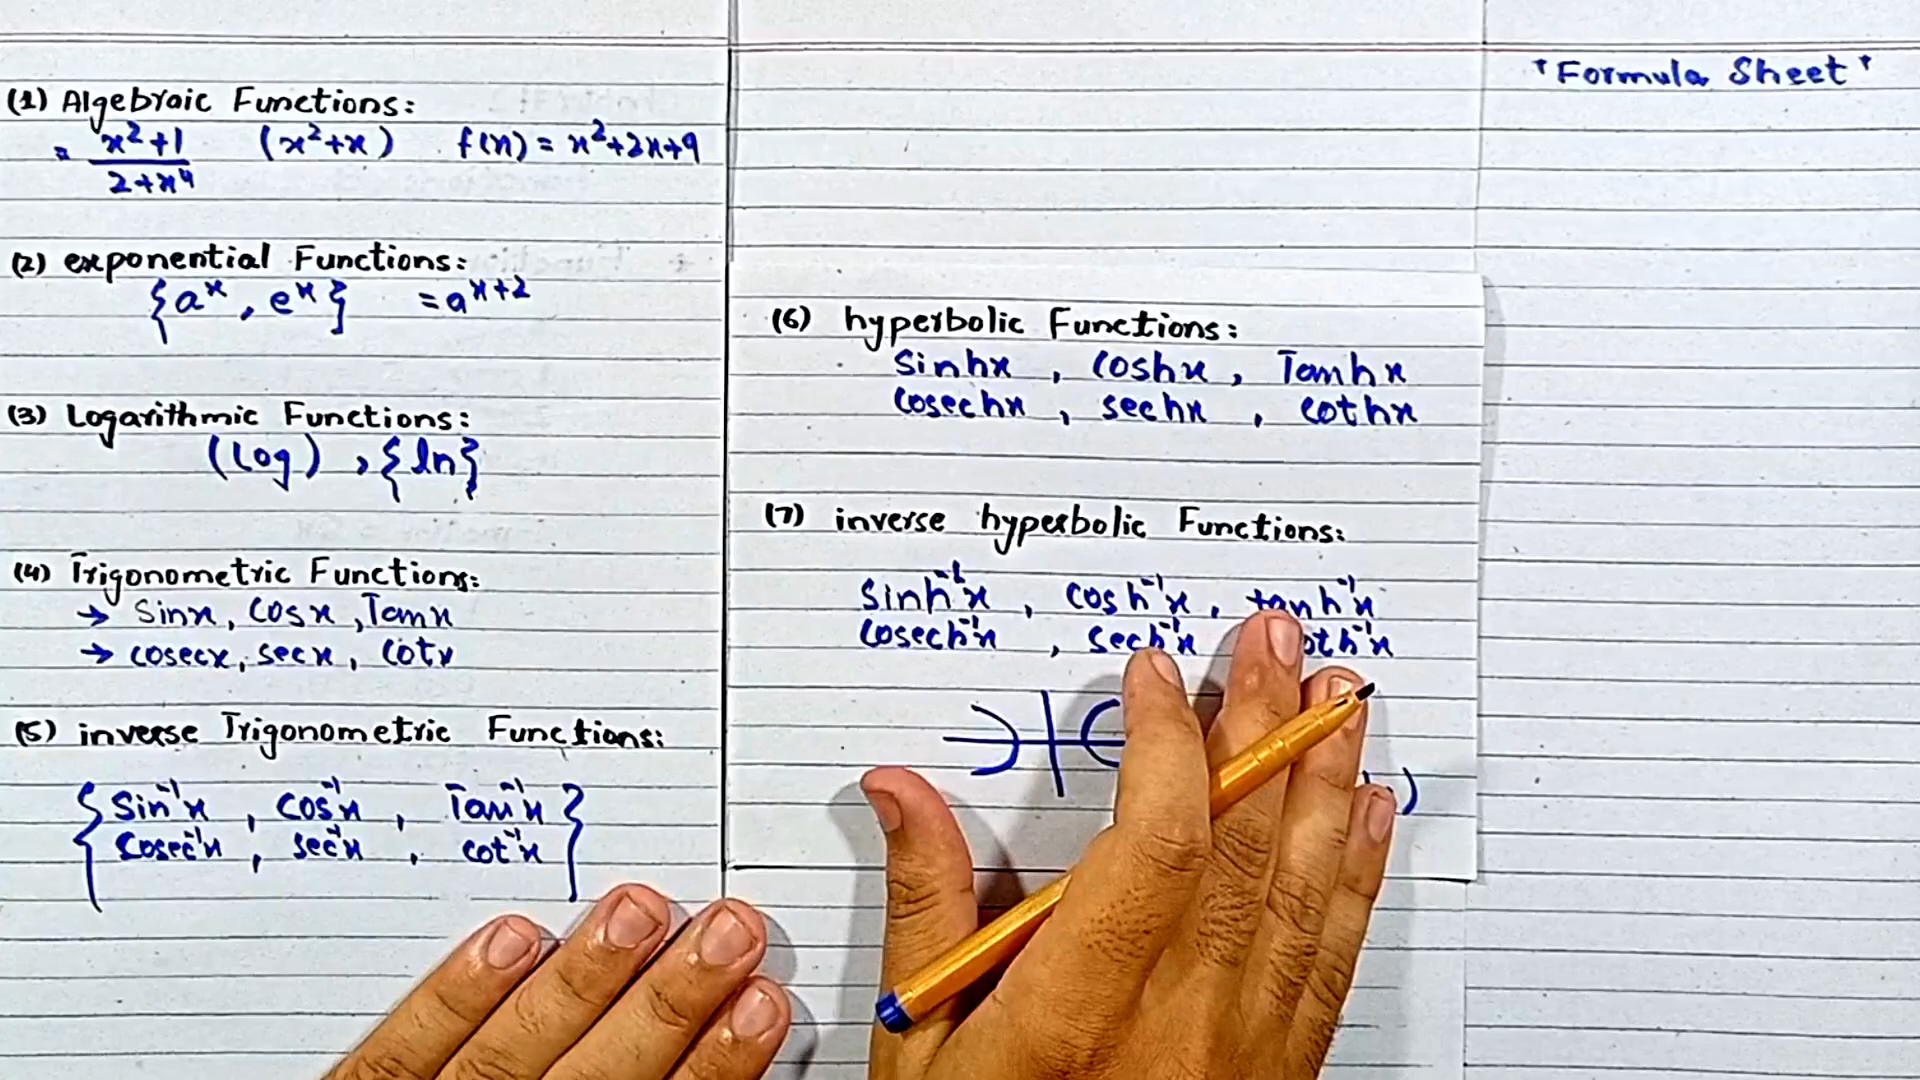 (1) Algebraic Functions:
= x²+1 / 2+x⁴ (x²+x) f(x) = x²+2x+9
(2) exponential Functions:
{aˣ, eˣ} = aˣ⁺²
(3) Logarithmic Functions:
(log), {ln}
(4) Trigonometric Functions:
→ Sinx, Cosx, Tanx
→ cosecx, secx, cotx
(5) inverse Trigonometric Functions:
{Sin⁻¹x, Cos⁻¹x, Tan⁻¹x}
Cosec⁻¹x, sec⁻¹x, cot⁻¹x
(6) hyperbolic Functions:
Sinhx, Coshx, Tanhx
Cosechx, sechx, cothx
(7) inverse hyperbolic Functions:
Sinh⁻¹x, cosh⁻¹x, tanh⁻¹x
Cosech⁻¹x, Sech⁻¹x
"Formula Sheet"